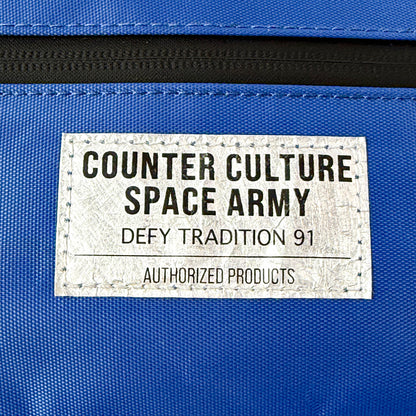 COUNTER CULTURE
SPACE ARMY
DEFY TRADITION 91
AUTHORIZED PRODUCTS